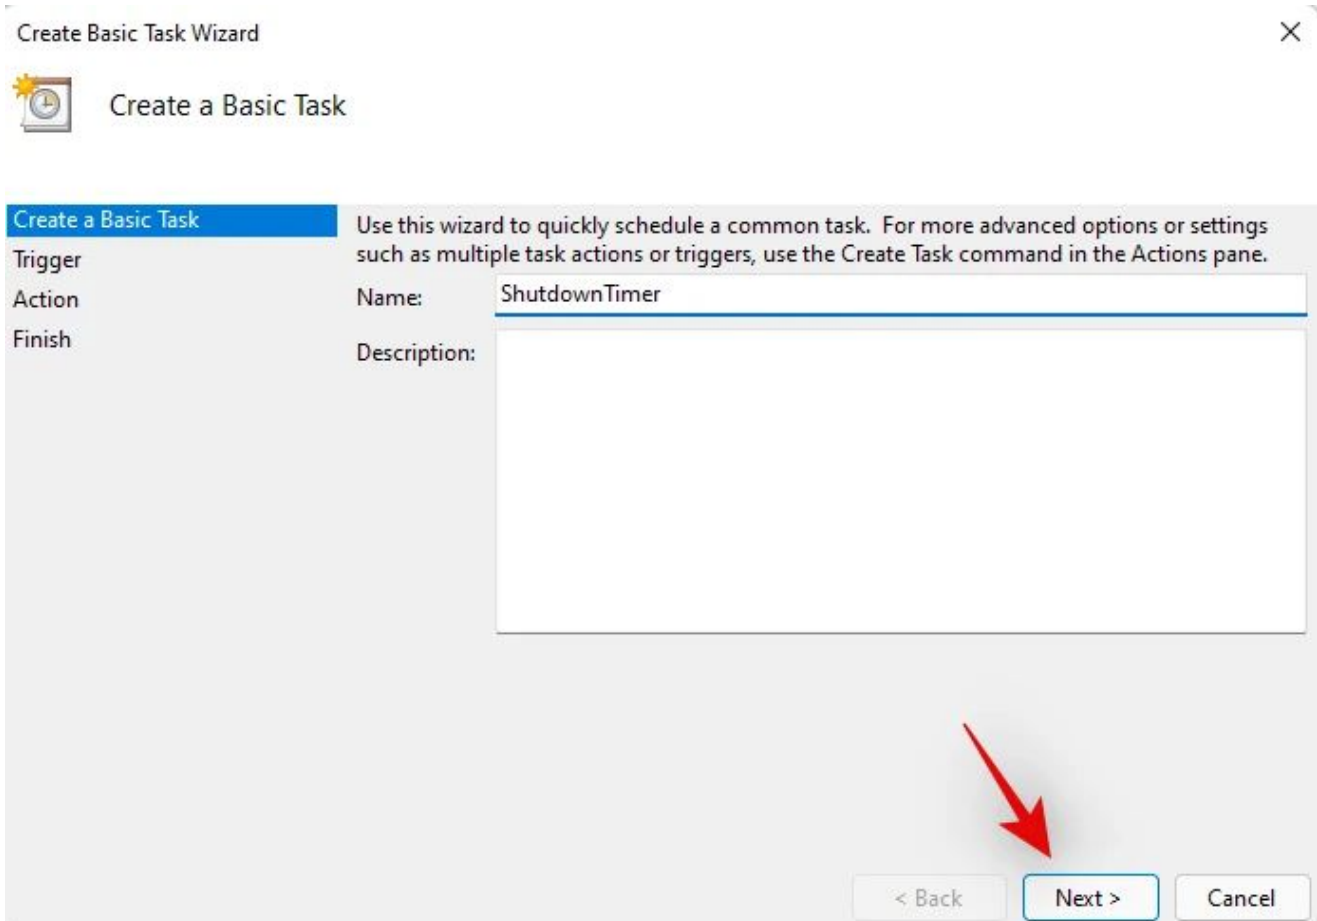 Create Basic Task Wizard
Create a Basic Task
Create a Basic Task
Trigger
Action
Finish
Use this wizard to quickly schedule a common task.  For more advanced options or settings
such as multiple task actions or triggers, use the Create Task command in the Actions pane.
Name: ShutdownTimer
Description:
< Back Next > Cancel